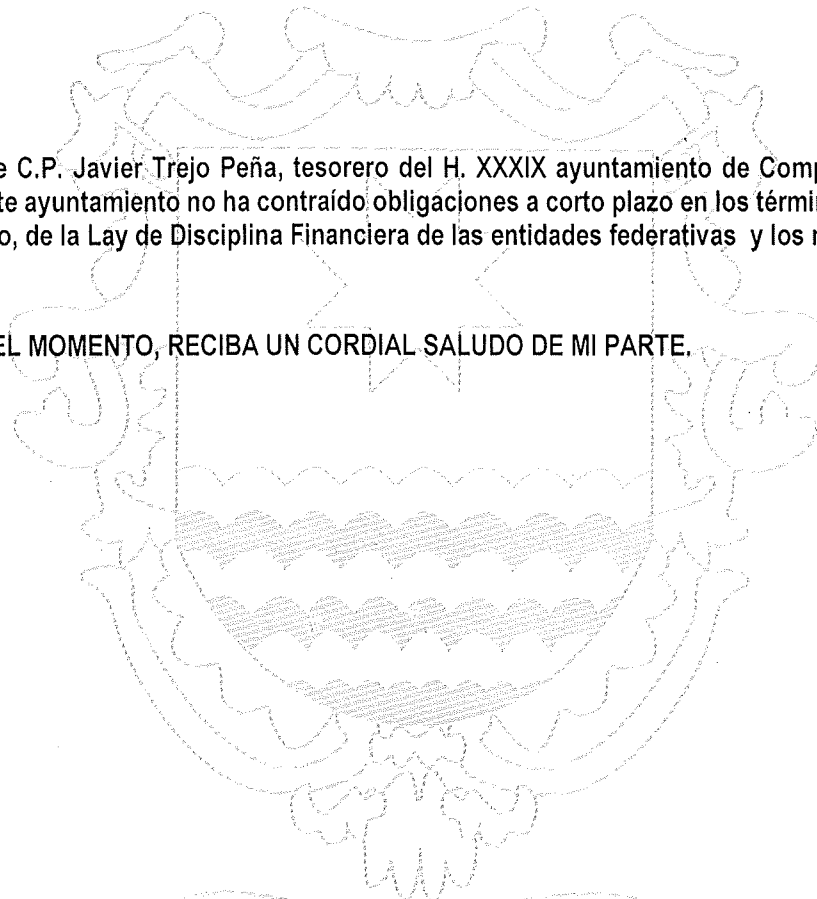 e C.P. Javier Trejo Peña, tesorero del H. XXXIX ayuntamiento de Comp
te ayuntamiento no ha contraído obligaciones a corto plazo en los términ
o, de la Lay de Disciplina Financiera de las entidades federativas y los m
EL MOMENTO, RECIBA UN CORDIAL SALUDO DE MI PARTE.